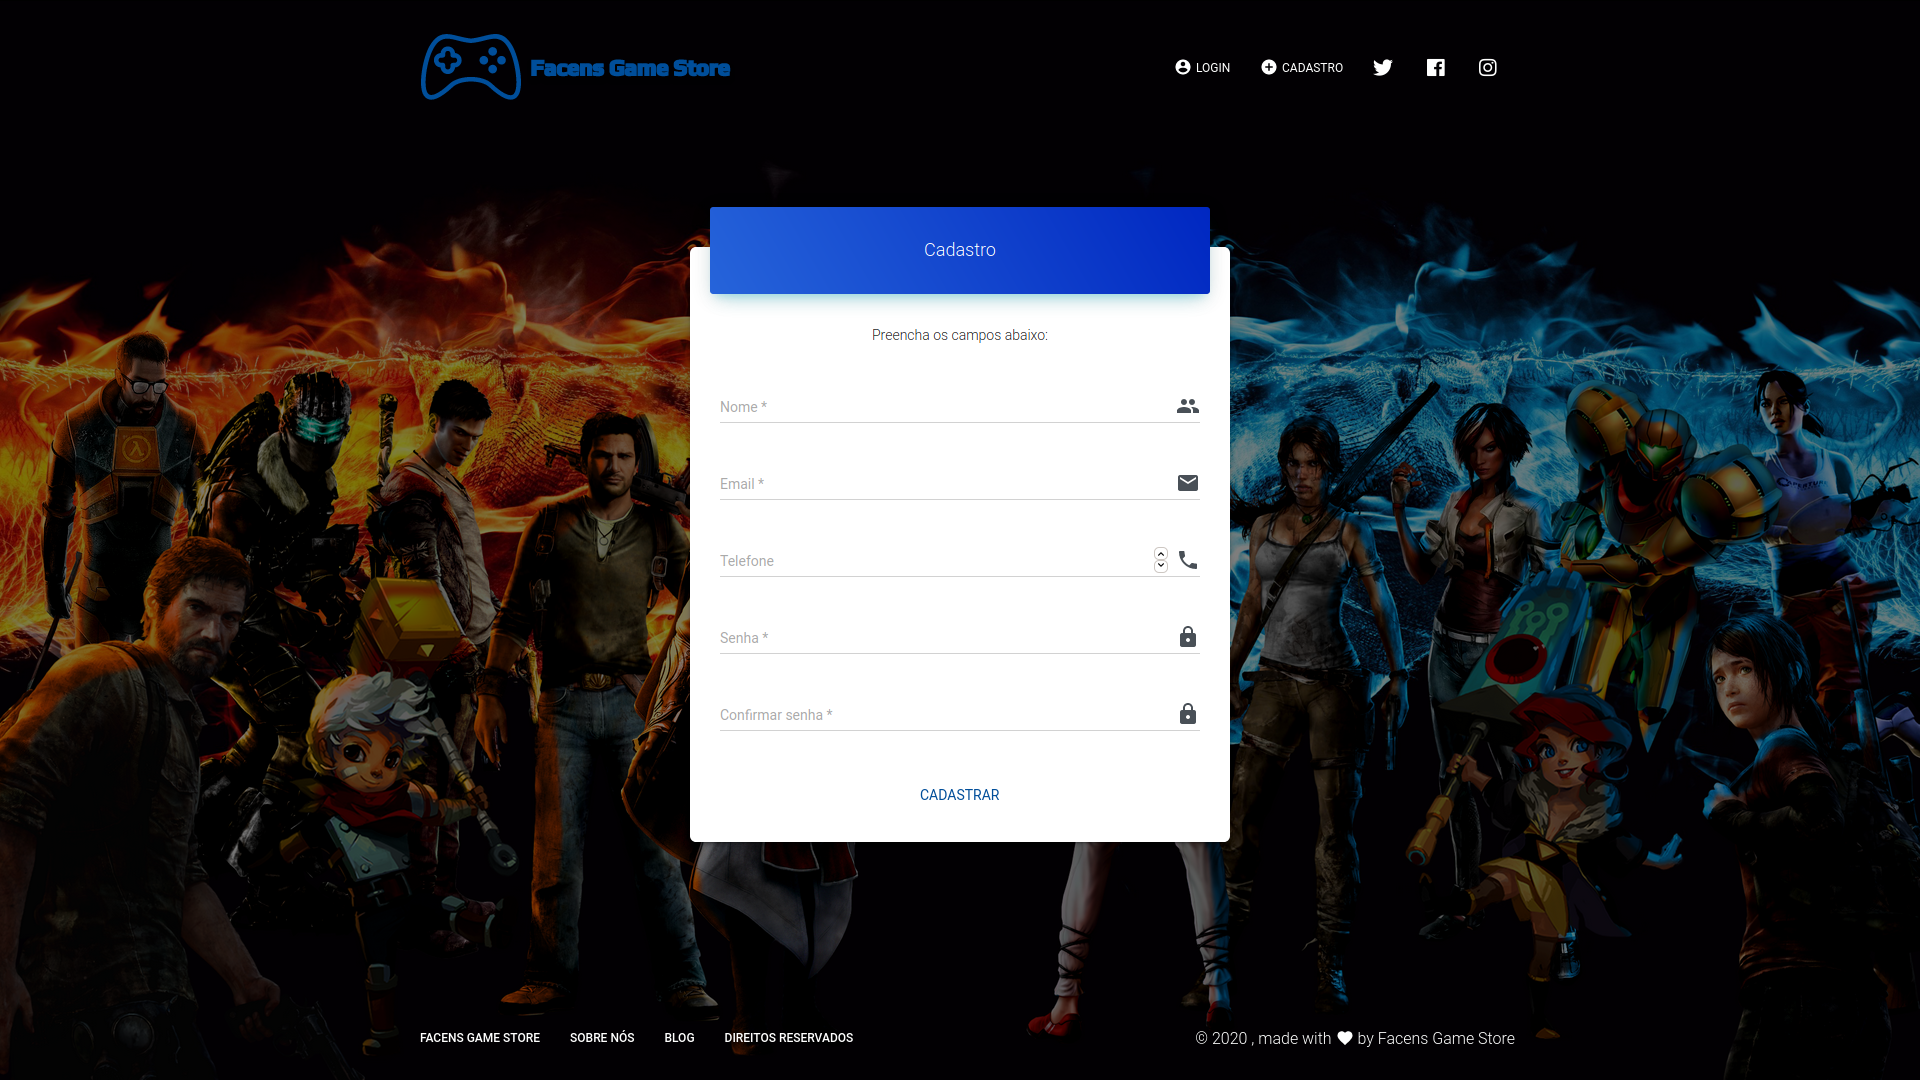 Facens Game Store
LOGIN
CADASTRO
Cadastro
Preencha os campos abaixo:
Nome *
Email *
Telefone
Senha *
Confirmar senha *
CADASTRAR
FACENS GAME STORE
SOBRE NÓS
BLOG
DIREITOS RESERVADOS
© 2020 , made with ♥ by Facens Game Store